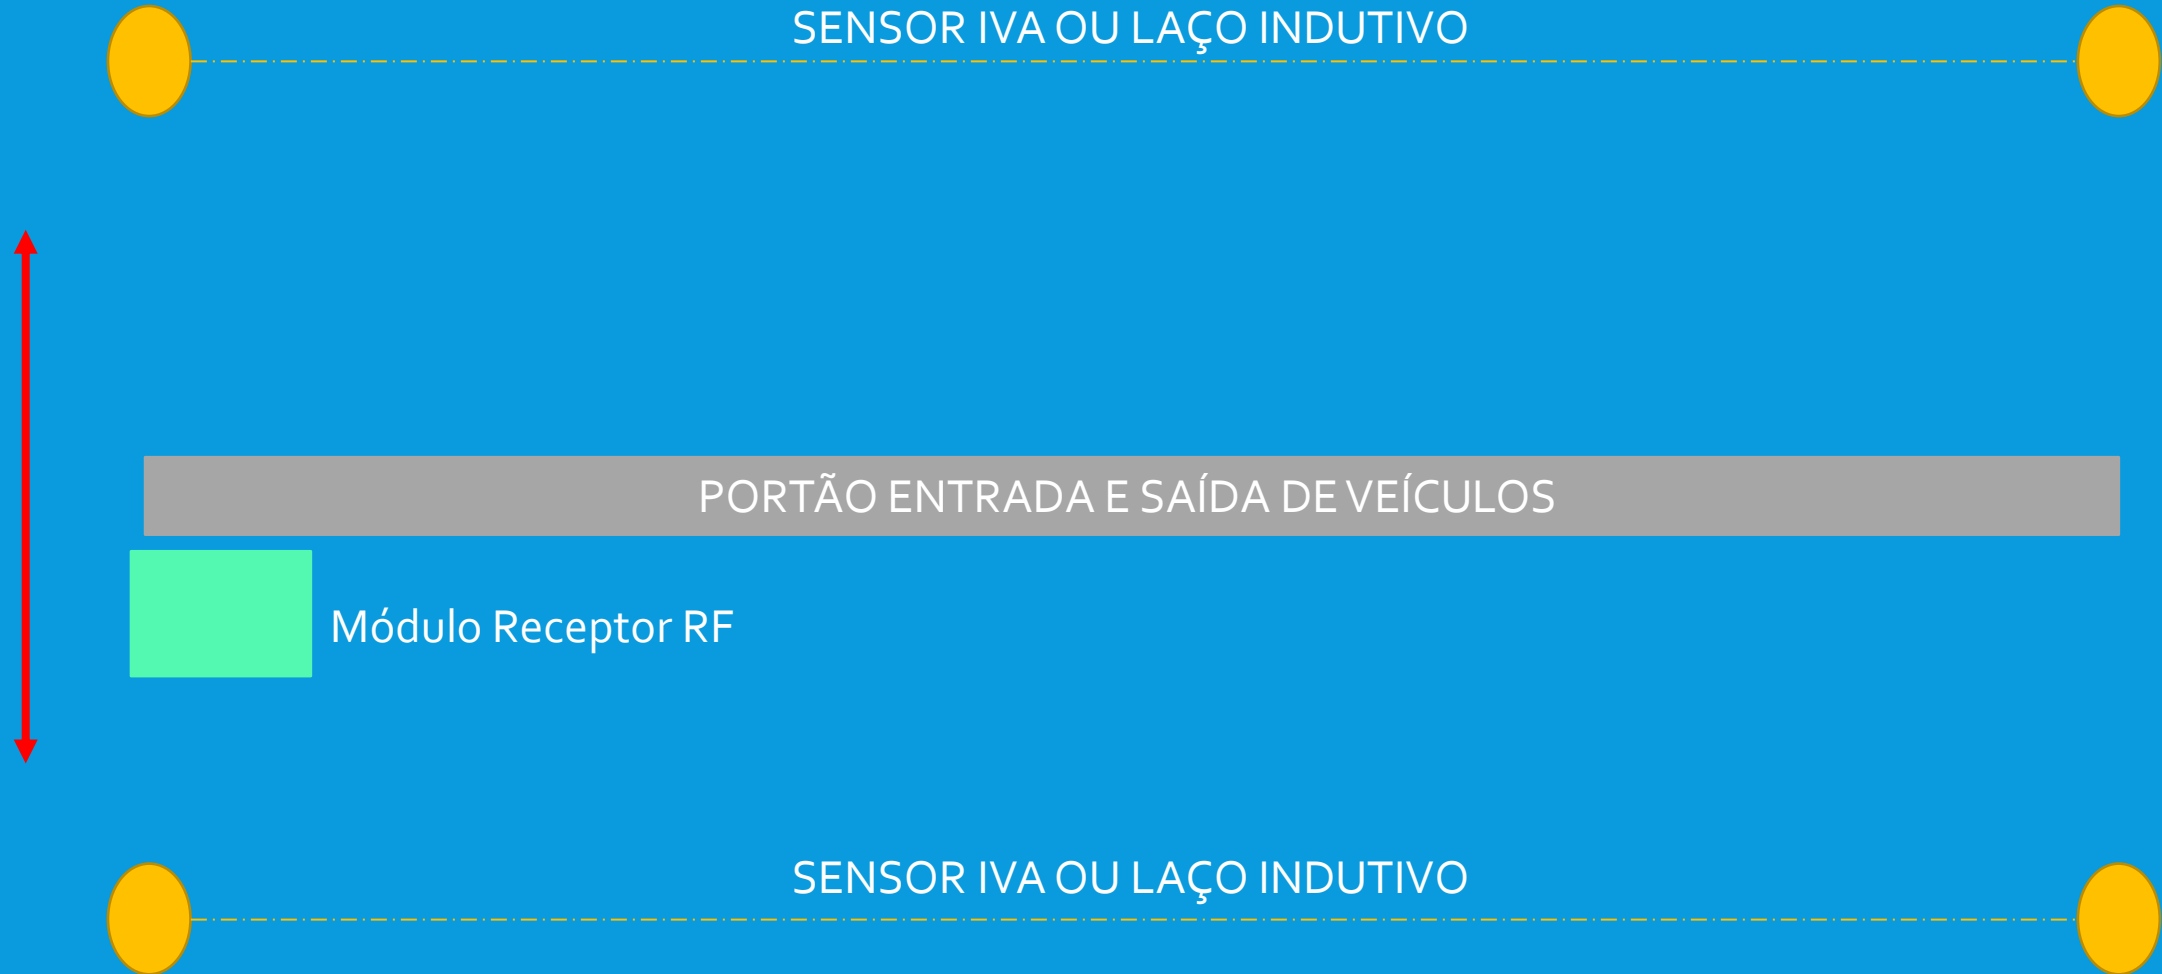 SENSOR IVA OU LAÇO INDUTIVO
PORTÃO ENTRADA E SAÍDA DE VEÍCULOS
Módulo Receptor RF
SENSOR IVA OU LAÇO INDUTIVO